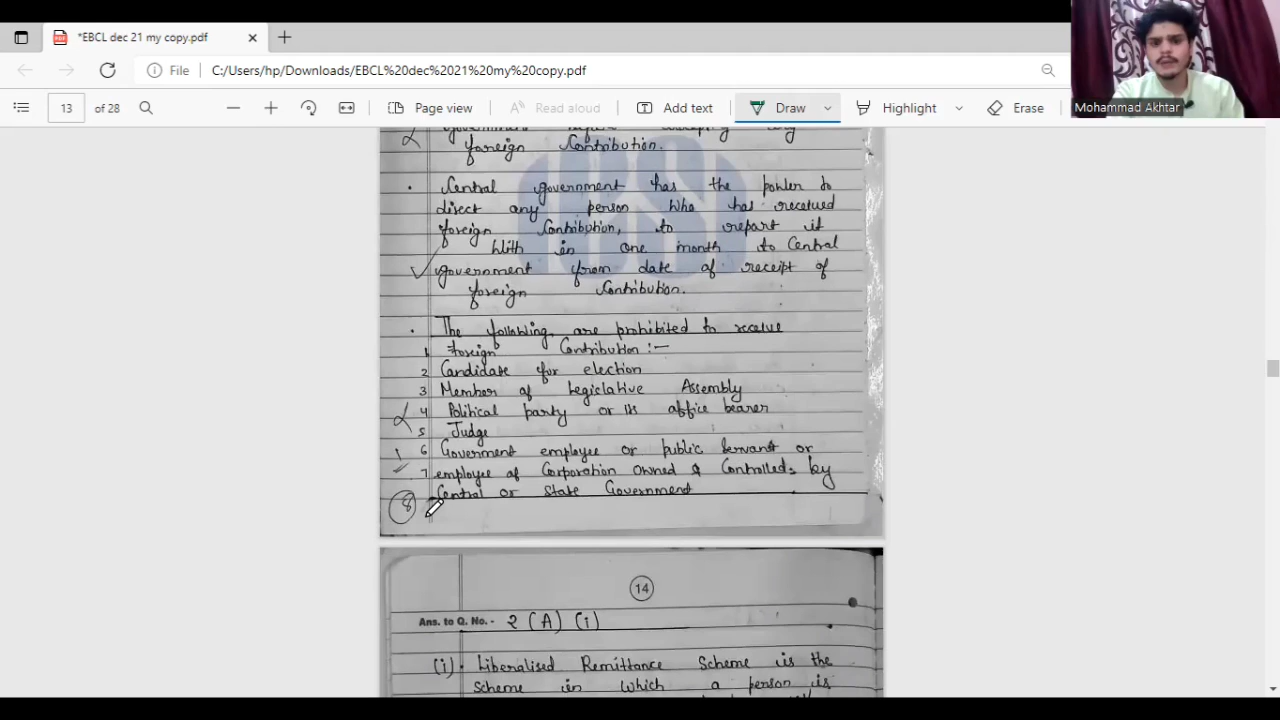 *EBCL dec 21 my copy.pdf
File C:/Users/hp/Downloads/EBCL%20dec%2021%20my%20copy.pdf
13 of 28 Page view Read aloud Add text Draw Highlight Erase
Mohammad Akhtar
foreign Contribution.
Central government has the power to
direct any person who has received
foreign Contribution, to report it
with in one month to Central
government from date of receipt of
foreign Contribution.
The following are prohibited to receive
1 Foreign Contribution :-
2 Candidate for election
3 Member of Legislative Assembly
4 Political party or its office bearer
5 Judge
6 Government employee or public Servant or
7 employee of Corporation Owned & Controlled by
8 Central or State Government
14
Ans. to Q. No. - 2 (A) (i)
(i) Liberalised Remittance Scheme is the
Scheme in which a person is